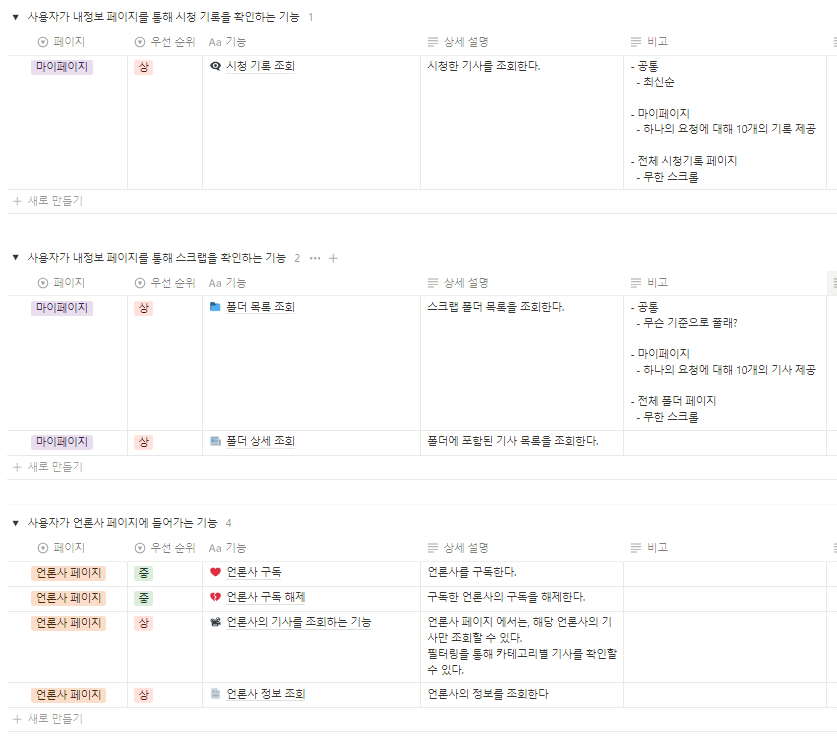 사용자가 내정보 페이지를 통해 시청 기록을 확인하는 기능 1
페이지 우선 순위 Aa 기능 상세 설명 비고
마이페이지 상 시청 기록 조회 시청한 기사를 조회한다. - 공통
- 최신순
- 마이페이지
- 하나의 요청에 대해 10개의 기록 제공
- 전체 시청기록 페이지
- 무한 스크롤
+ 새로 만들기
사용자가 내정보 페이지를 통해 스크랩을 확인하는 기능 2 ··· +
페이지 우선 순위 Aa 기능 상세 설명 비고
마이페이지 상 폴더 목록 조회 스크랩 폴더 목록을 조회한다. - 공통
- 무슨 기준으로 풀래?
- 마이페이지
- 하나의 요청에 대해 10개의 기사 제공
- 전체 폴더 페이지
- 무한 스크롤
마이페이지 상 폴더 상세 조회 폴더에 포함된 기사 목록을 조회한다.
+ 새로 만들기
사용자가 언론사 페이지에 들어가는 기능 4
페이지 우선 순위 Aa 기능 상세 설명 비고
언론사 페이지 중 언론사 구독 언론사를 구독한다.
언론사 페이지 중 언론사 구독 해제 구독한 언론사의 구독을 해제한다.
언론사 페이지 상 언론사의 기사를 조회하는 기능 언론사 페이지 에서는, 해당 언론사의 기
사만 조회할 수 있다.
필터링을 통해 카테고리별 기사를 확인할
수 있다.
언론사 페이지 상 언론사 정보 조회 언론사의 정보를 조회한다
+ 새로 만들기